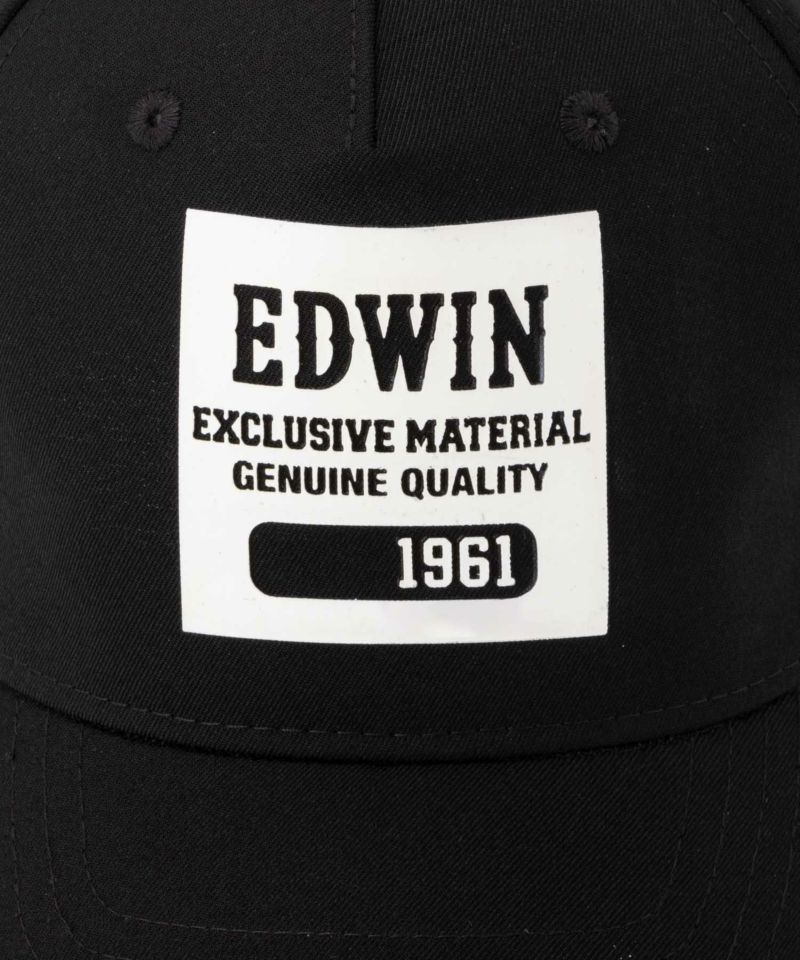 EDWIN
EXCLUSIVE MATERIAL
GENUINE QUALITY
1961